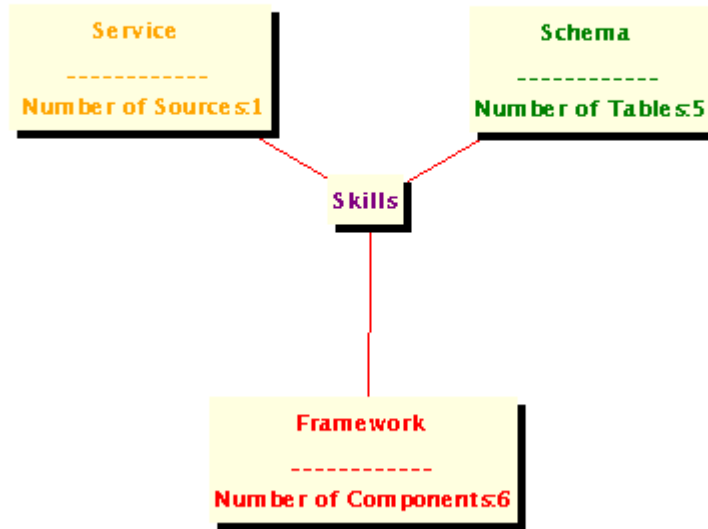 Service
------------
Number of Sources:1
Schema
------------
Number of Tables:5
Skills
Framework
------------
Number of Components:6